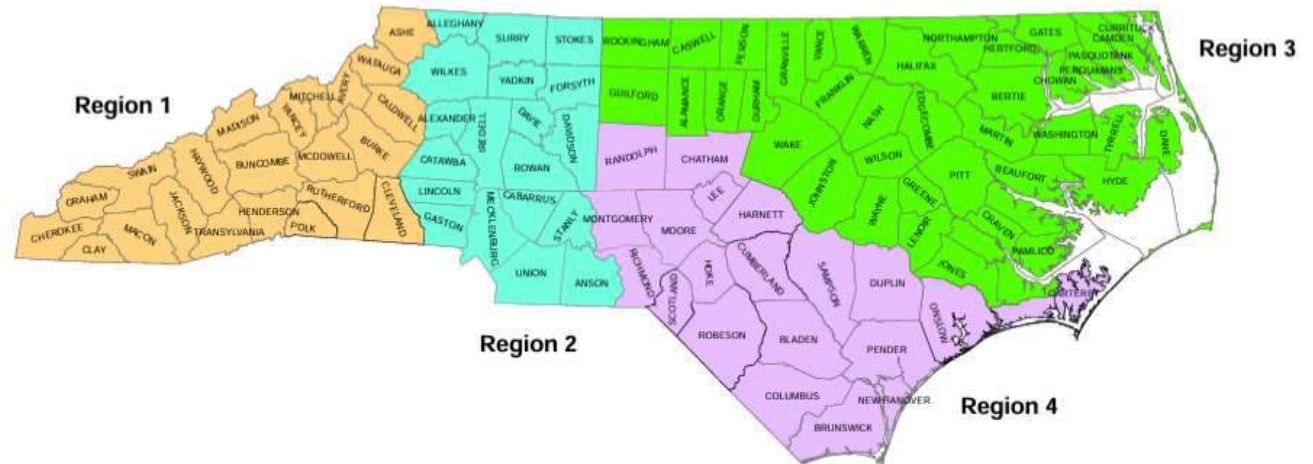 Region 1
Region 2
Region 3
Region 4
ASHE
WATAUGA
AVERY
MITCHELL
YANCEY
CALDWELL
MADISON
BURKE
MCDOWELL
BUNCOMBE
HAYWOOD
SWAIN
GRAHAM
CHEROKEE
CLAY
MACON
JACKSON
TRANSYLVANIA
HENDERSON
POLK
RUTHERFORD
CLEVELAND
ALLEGHANY
SURRY
STOKES
WILKES
YADKIN
FORSYTH
ALEXANDER
IREDELL
DAVIE
DAVIDSON
CATAWBA
ROWAN
LINCOLN
GASTON
MECKLENBURG
CABARRUS
STANLY
UNION
ANSON
ROCKINGHAM
CASWELL
PERSON
GRANVILLE
VANCE
WARREN
NORTHAMPTON
HERTFORD
GATES
CURRITUCK
CAMDEN
PASQUOTANK
PERQUIMANS
CHOWAN
HALIFAX
BERTIE
GUILFORD
ALAMANCE
ORANGE
DURHAM
FRANKLIN
NASH
EDGECOMBE
MARTIN
WASHINGTON
TYRRELL
DARE
HYDE
BEAUFORT
PITT
WILSON
WAKE
JOHNSTON
WAYNE
GREENE
LENOIR
CRAVEN
PAMLICO
JONES
RANDOLPH
CHATHAM
LEE
HARNETT
MONTGOMERY
MOORE
RICHMOND
SCOTLAND
HOKE
CUMBERLAND
SAMPSON
DUPLIN
ONSLOW
CARTERET
ROBESON
BLADEN
PENDER
COLUMBUS
NEW HANOVER
BRUNSWICK